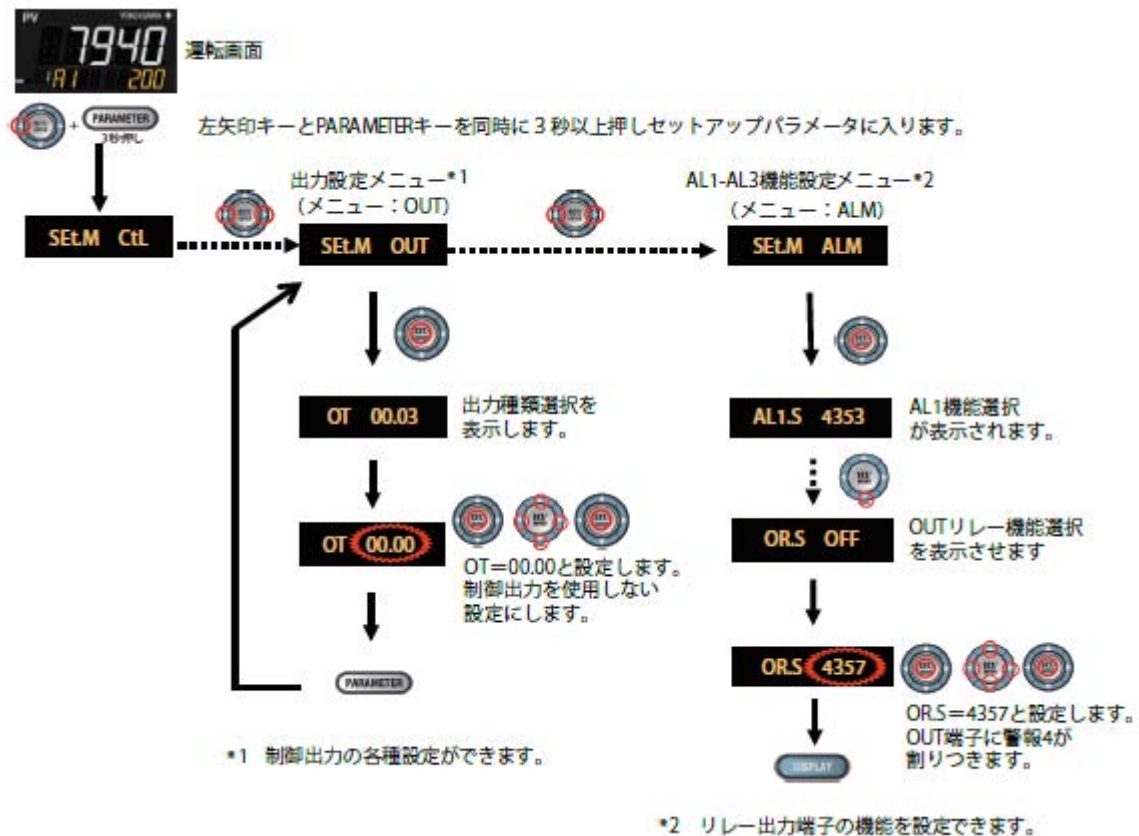 PV YOKOGAWA
7940
A1 200
運転画面
PARAMETER
3秒押し
左矢印キーとPARAMETERキーを同時に3秒以上押しセットアップパラメータに入ります。
出力設定メニュー*1
(メニュー:OUT)
AL1-AL3機能設定メニュー*2
(メニュー:ALM)
SEt.M CtL
SEt.M OUT
SEt.M ALM
OT 00.03
出力種類選択を
表示します。
AL1.S 4353
AL1機能選択
が表示されます。
OT 00.00
OT=00.00と設定します。
制御出力を使用しない
設定にします。
OR.S OFF
OUTリレー機能選択
を表示させます
PARAMETER
OR.S 4357
OR.S=4357と設定します。
OUT端子に警報4が
割りつきます。
DISPLAY
*1 制御出力の各種設定ができます。
*2 リレー出力端子の機能を設定できます。